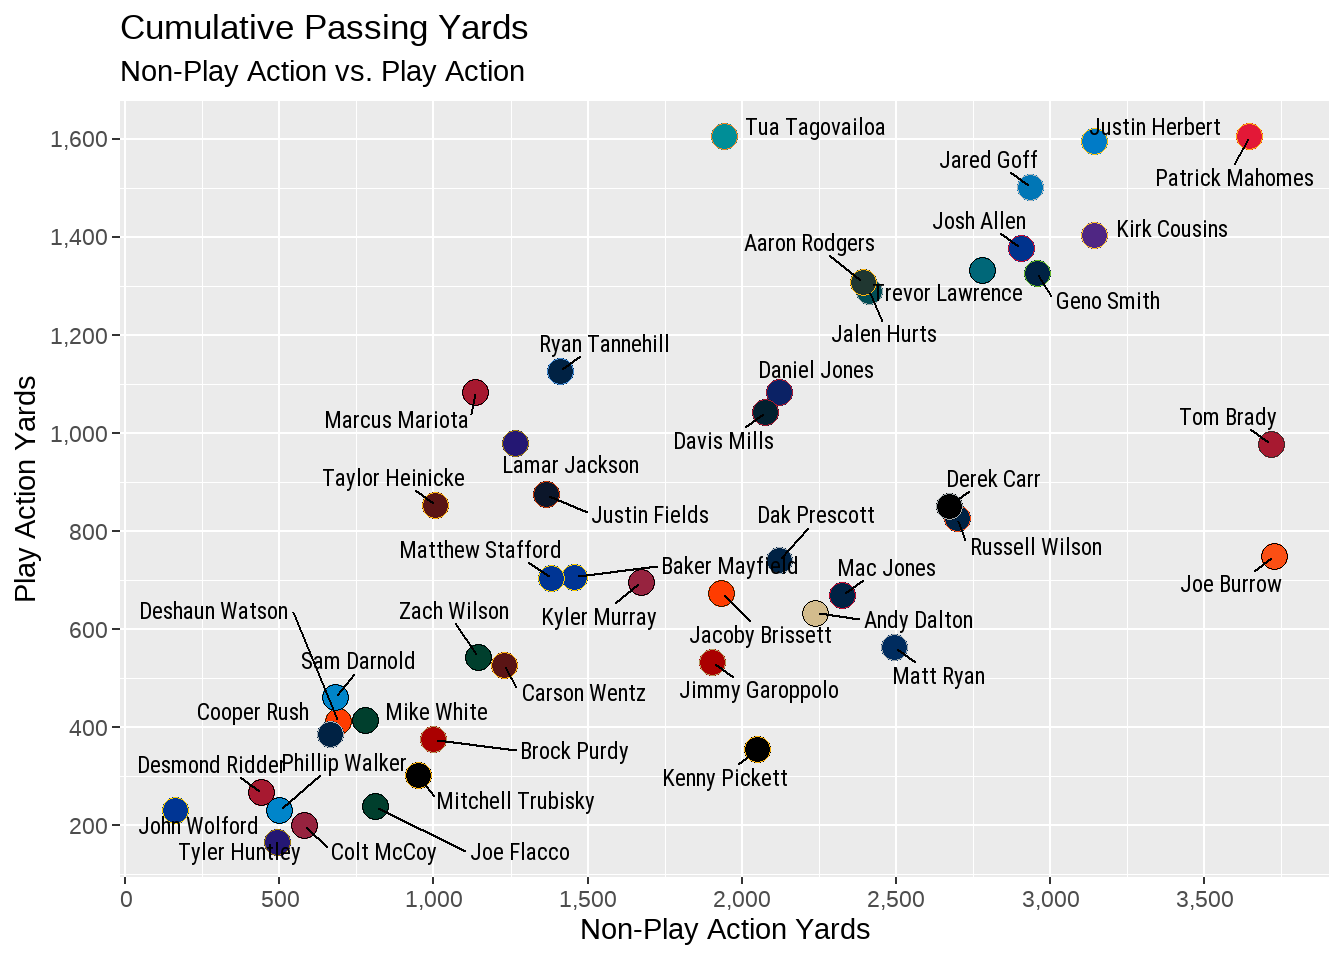 Cumulative Passing Yards
Non-Play Action vs. Play Action
1,600
1,400
1,200
1,000
800
600
400
200
Play Action Yards
Tua Tagovailoa
Justin Herbert
Jared Goff
Patrick Mahomes
Josh Allen
Kirk Cousins
Aaron Rodgers
Trevor Lawrence
Geno Smith
Jalen Hurts
Ryan Tannehill
Daniel Jones
Marcus Mariota
Davis Mills
Tom Brady
Lamar Jackson
Taylor Heinicke
Derek Carr
Justin Fields
Dak Prescott
Russell Wilson
Matthew Stafford
Baker Mayfield
Mac Jones
Joe Burrow
Deshaun Watson
Zach Wilson
Kyler Murray
Andy Dalton
Jacoby Brissett
Sam Darnold
Matt Ryan
Carson Wentz
Jimmy Garoppolo
Cooper Rush
Mike White
Brock Purdy
Desmond Ridder
Phillip Walker
Kenny Pickett
Mitchell Trubisky
John Wolford
Tyler Huntley
Colt McCoy
Joe Flacco
0
500
1,000
1,500
2,000
2,500
3,000
3,500
Non-Play Action Yards